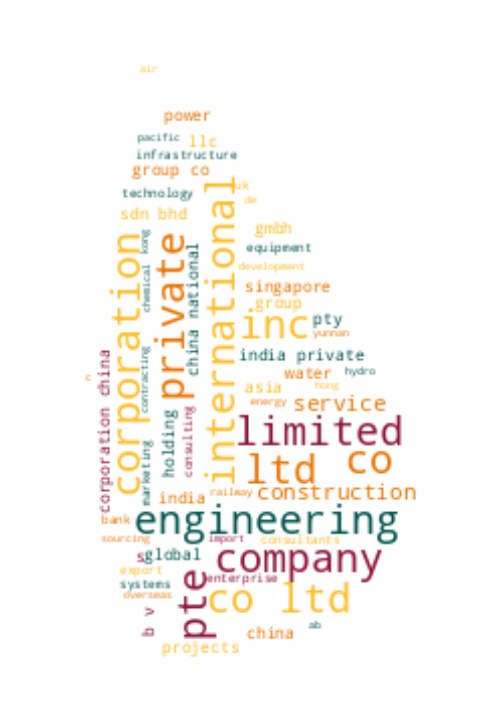 air
power
pacific
llc
infrastructure
group co
technology
uk
de
sdn bhd
gmbh
kong
equipment
international
corporation
private
china national
chemical
development
singapore
group
inc
pty
yunnan
india private
corporation china
contracting
water
hydro
c
asia
hong
energy
service
holding
consulting
limited
marketing
ltd
co
india
railway
construction
bank
engineering
sourcing
import
consultants
s
global
company
export
enterprise
systems
pte
overseas
co ltd
b v
ab
china
projects